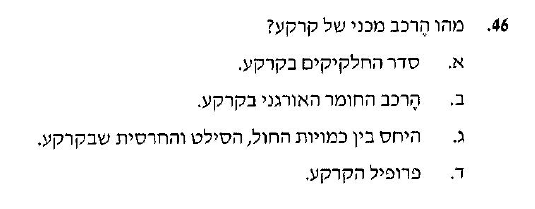 46. מהו הֶרכב מכני של קרקע?
א. סדר החלקיקים בקרקע.
ב. הֶרכב החומר האורגני בקרקע.
ג. היחס בין כמויות החול, הסילט והחרסית שבקרקע.
ד. פרופיל הקרקע.